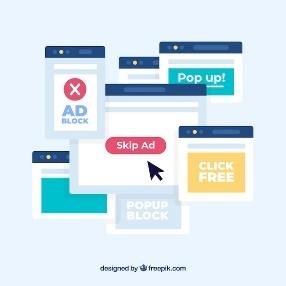 Pop up!
AD
BLOCK
Skip Ad
CLICK
FREE
POPUP
BLOCK
designed by freepik.com